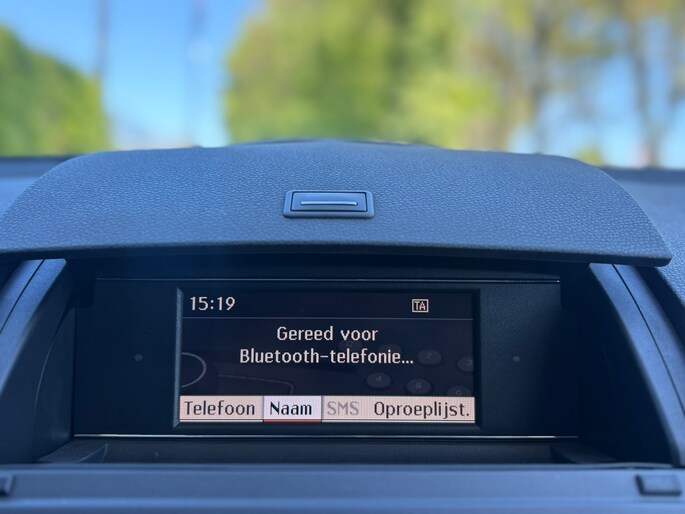 15:19 TA
Gereed voor
Bluetooth-telefonie...
Telefoon Naam SMS Oproeplijst.